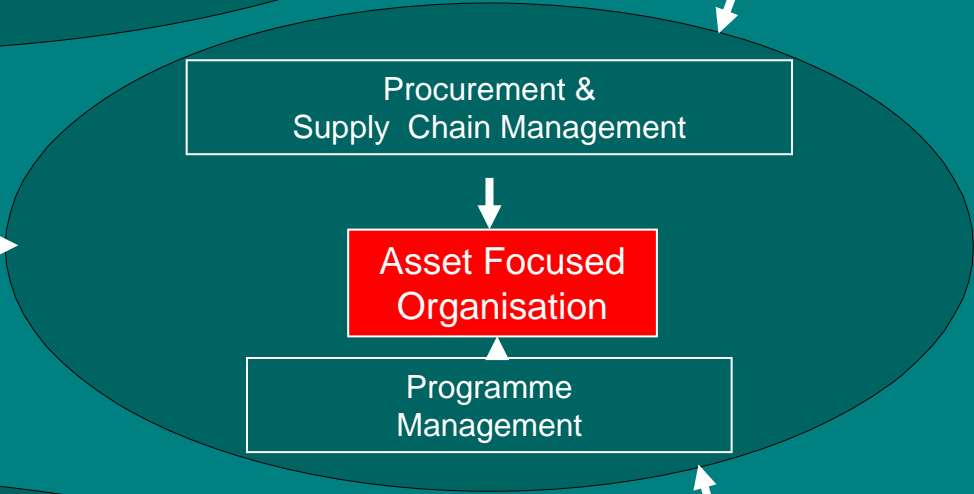 Procurement &
Supply  Chain Management
Asset Focused
Organisation
Programme
Management